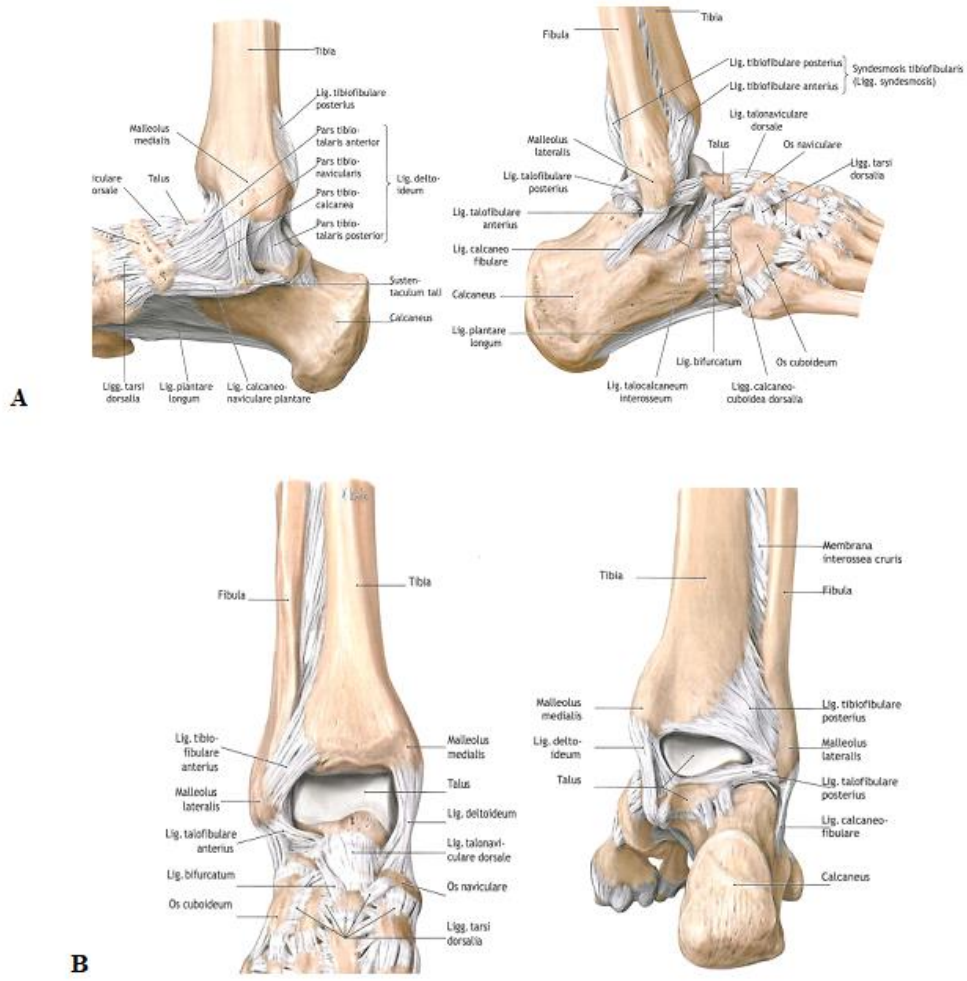 Tibia
Lig. tibiofibulare
posterius
Malleolus
medialis
Pars tibio-
talaris anterior
Pars tibio-
navicularis
Pars tibio-
calcanea
Pars tibio-
talaris posterior
Lig. delto-
ideum
iculare
orsale
Talus
Susten-
taculum tali
Calcaneus
Ligg. tarsi
dorsalia
Lig. plantare
longum
Lig. calcaneo-
naviculare plantare
A
Fibula
Tibia
Lig. tibiofibulare posterius
Lig. tibiofibulare anterius
Syndesmosis tibiofibularis
(Ligg. syndesmosis)
Lig. talonaviculare
dorsale
Malleolus
lateralis
Talus
Os naviculare
Ligg. tarsi
dorsalia
Lig. talofibulare
posterius
Lig. talofibulare
anterius
Lig. calcaneo
fibulare
Calcaneus
Lig. plantare
longum
Lig. bifurcatum
Os cuboideum
Lig. talocalcaneum
interosseum
Ligg. calcaneo-
cuboidea dorsalia
Fibula
Tibia
Lig. tibio-
fibulare
anterius
Malleolus
lateralis
Lig. talofibulare
anterius
Lig. bifurcatum
Os cuboideum
Malleolus
medialis
Talus
Lig. deltoideum
Lig. talonavi-
culare dorsale
Os naviculare
Ligg. tarsi
dorsalia
B
Membrana
interossea cruris
Tibia
Fibula
Malleolus
medialis
Lig. delto-
ideum
Talus
Lig. tibiofibulare
posterius
Malleolus
lateralis
Lig. talofibulare
posterius
Lig. calcaneo-
fibulare
Calcaneus